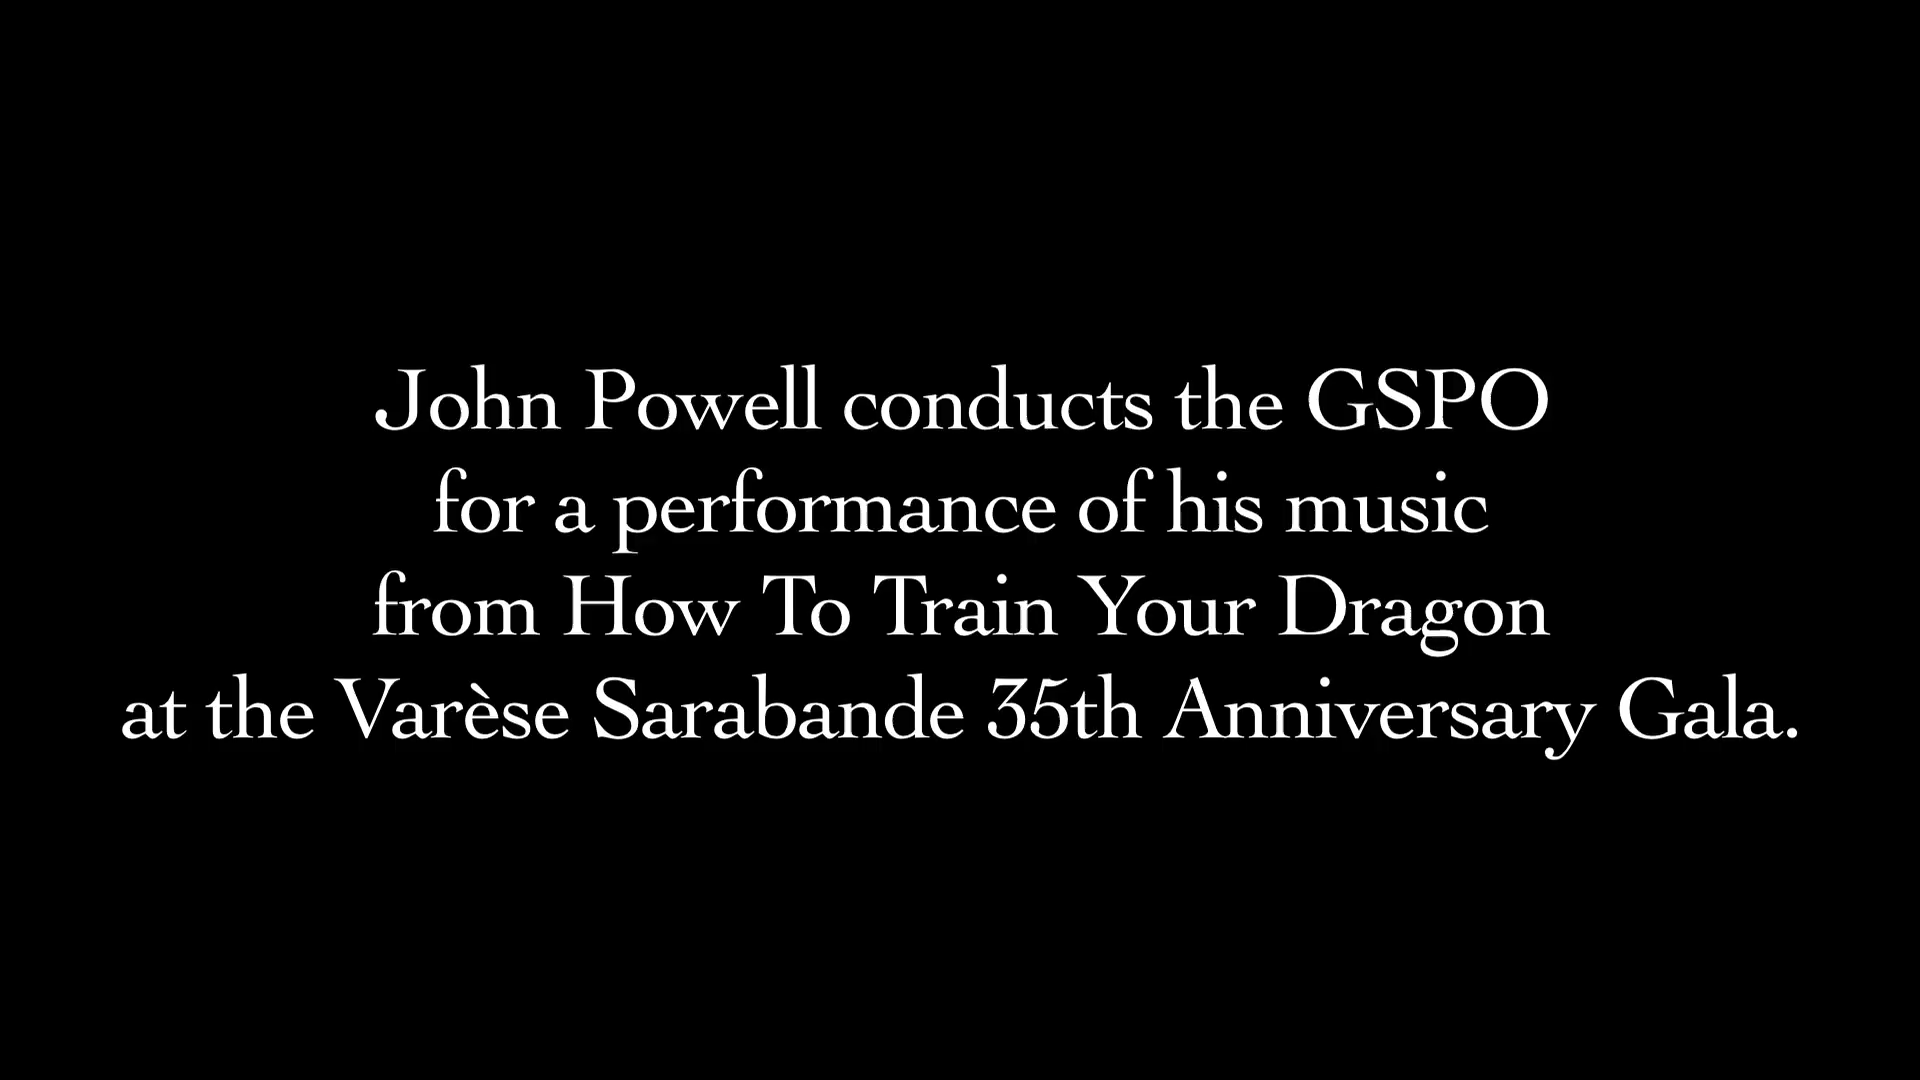 John Powell conducts the GSPO
for a performance of his music
from How To Train Your Dragon
at the Varèse Sarabande 35th Anniversary Gala.